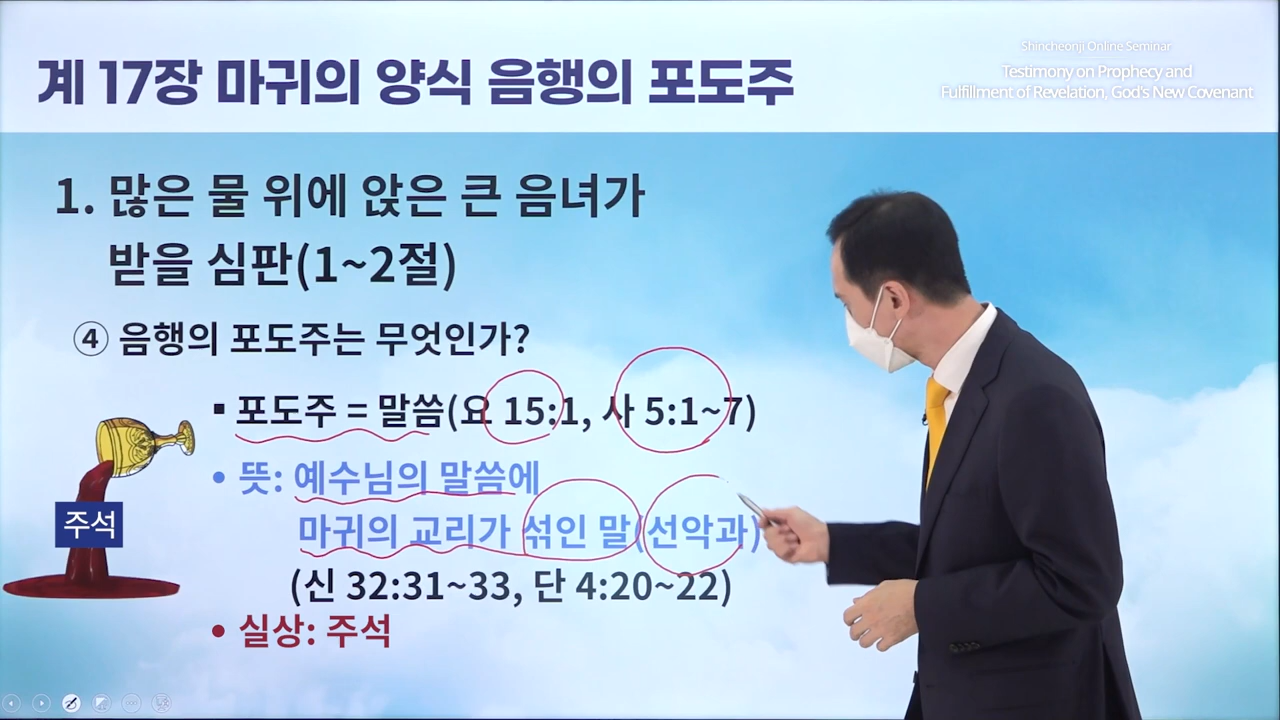 계 17장 마귀의 양식 음행의 포도주
Shincheonji Online Seminar
Testimony on Prophecy and
Fulfillment of Revelation, God's New Covenant
1. 많은 물 위에 앉은 큰 음녀가
받을 심판(1~2절)
④ 음행의 포도주는 무엇인가?
▪ 포도주 = 말씀(요 15:1, 사 5:1~7)
• 뜻: 예수님의 말씀에
마귀의 교리가 섞인 말(선악과)
(신 32:31~33, 단 4:20~22)
• 실상: 주석
주석